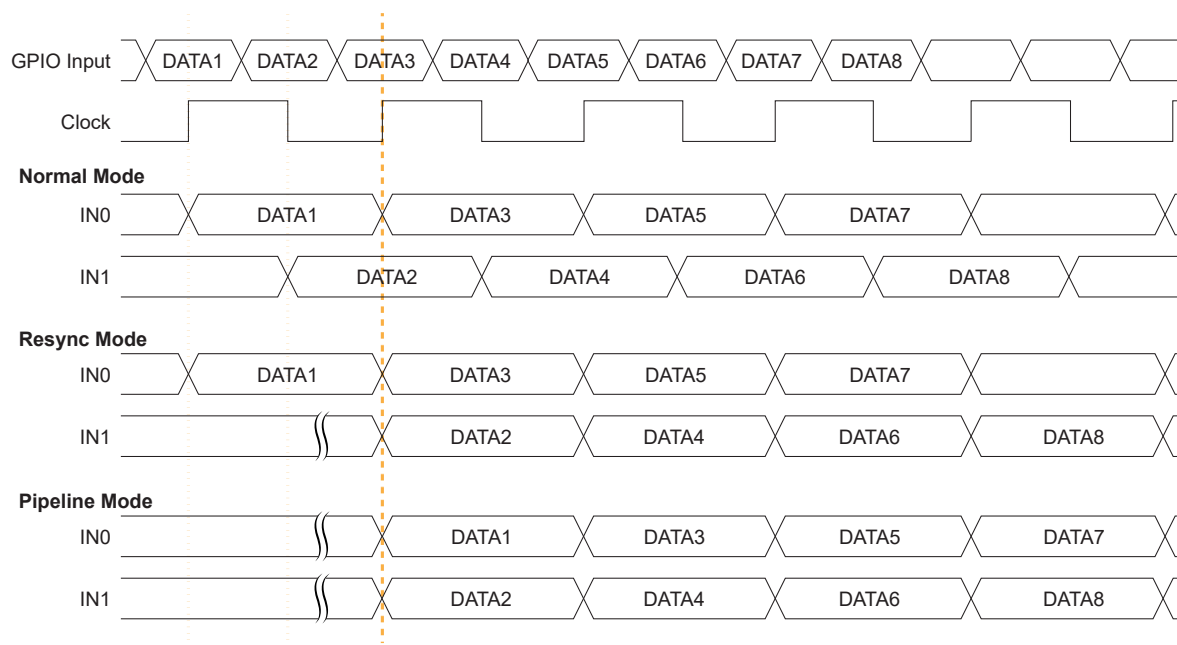 GPIO Input DATA1 DATA2 DATA3 DATA4 DATA5 DATA6 DATA7 DATA8
Clock
Normal Mode
IN0 DATA1 DATA3 DATA5 DATA7
IN1 DATA2 DATA4 DATA6 DATA8
Resync Mode
IN0 DATA1 DATA3 DATA5 DATA7
IN1 DATA2 DATA4 DATA6 DATA8
Pipeline Mode
IN0 DATA1 DATA3 DATA5 DATA7
IN1 DATA2 DATA4 DATA6 DATA8